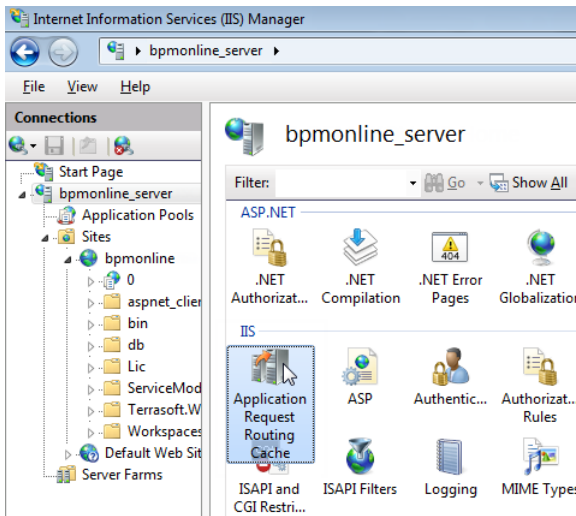 Internet Information Services (IIS) Manager
bpmonline_server
File View Help
Connections
Start Page
bpmonline_server
Application Pools
Sites
bpmonline
0
aspnet_clier
bin
db
Lic
ServiceMod
Terrasoft.W
Workspaces
Default Web Sit
Server Farms
bpmonline_server
Filter: Go Show All
ASP.NET
.NET Authorizat...
.NET Compilation
404
.NET Error Pages
.NET Globalization
IIS
Application Request Routing Cache
ASP
Authentic...
Authorizat... Rules
ISAPI and CGI Restri...
ISAPI Filters
Logging
MIME Types